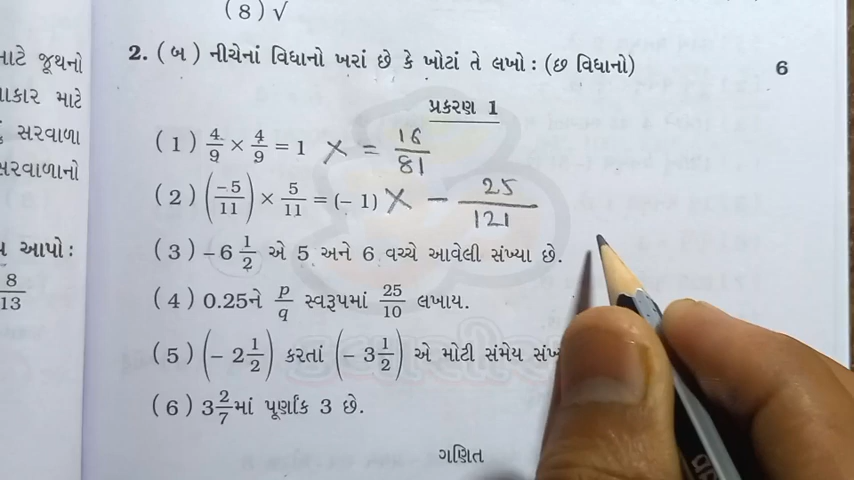 (8) √
માટે જૂથનો
2. (બ) નીચેનાં વિધાનો ખરાં છે કે ખોટાં તે લખો : (છ વિધાનો) 6
ાકાર માટે
પ્રકરણ 1
સરવાળા
(1) 4/9 × 4/9 = 1 × = 16/81
સરવાળાનો
(2) (-5/11) × 5/11 = (– 1) × – 25/121
આપો :
(3) – 6 1/2 એ 5 અને 6 વચ્ચે આવેલી સંખ્યા છે.
8/13
(4) 0.25ને p/q સ્વરૂપમાં 25/10 લખાય.
(5) (– 2 1/2) કરતાં (– 3 1/2) એ મોટી સંમેય
(6) 3 2/7માં પૂર્ણાંક 3 છે.
ગણિત